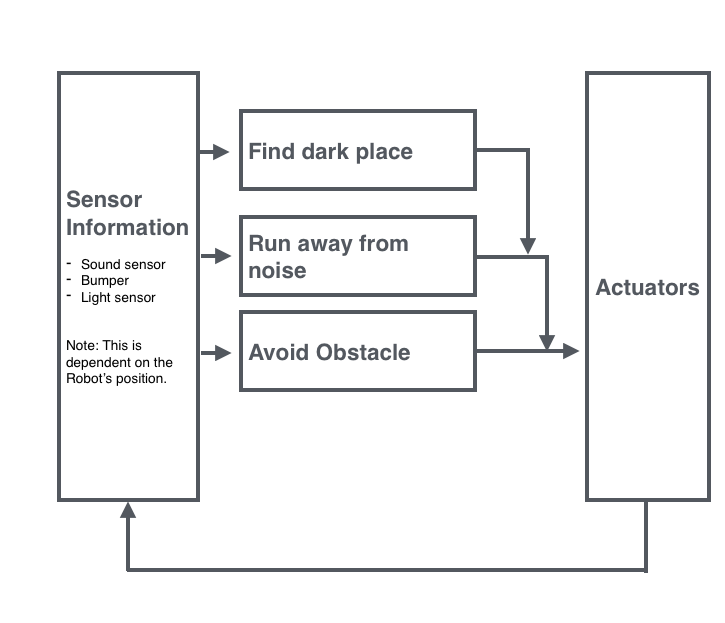 Sensor
Information
- Sound sensor
- Bumper
- Light sensor
Note: This is
dependent on the
Robot's position.
Find dark place
Run away from
noise
Avoid Obstacle
Actuators